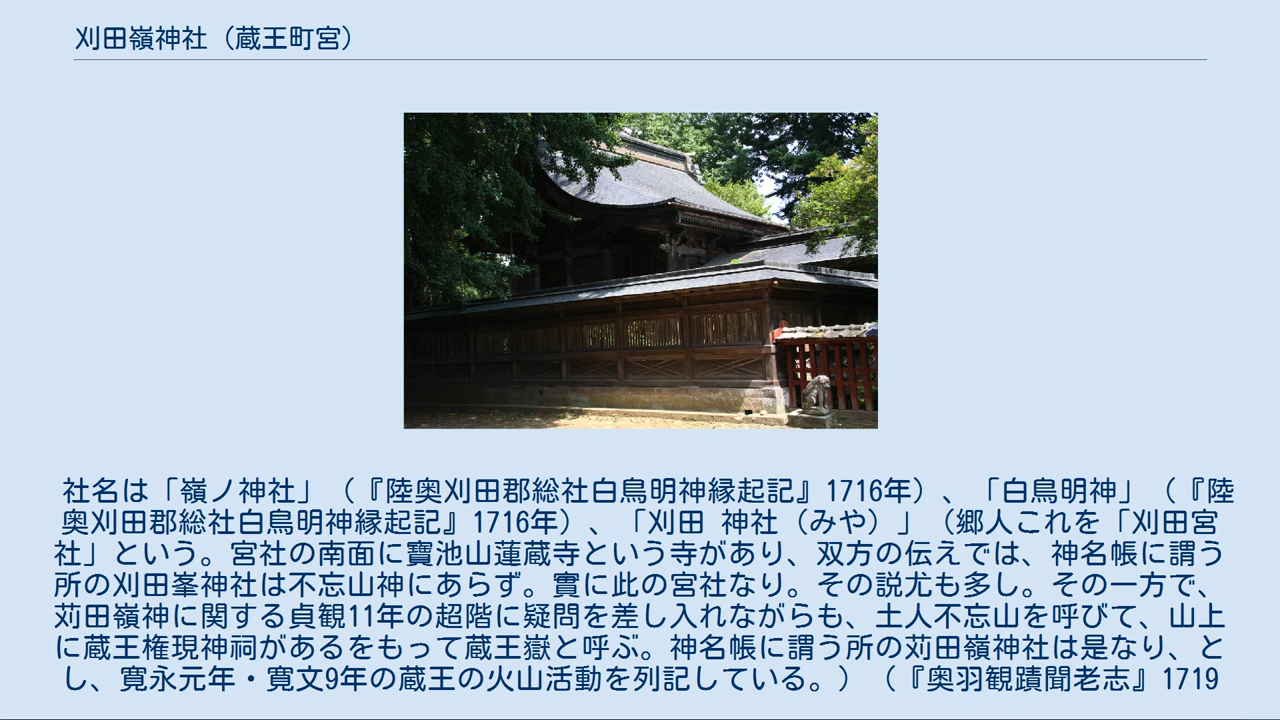 刈田嶺神社（蔵王町宮）
社名は「嶺ノ神社」（『陸奥刈田郡総社白鳥明神縁起記』1716年）、「白鳥明神」（『陸
奥刈田郡総社白鳥明神縁起記』1716年）、「刈田 神社（みや）」（郷人これを「刈田宮
社」という。宮社の南面に寶池山蓮蔵寺という寺があり、双方の伝えでは、神名帳に謂う
所の刈田峯神社は不忘山神にあらず。實に此の宮社なり。その説尤も多し。その一方で、
苅田嶺神に関する貞観11年の超階に疑問を差し入れながらも、土人不忘山を呼びて、山上
に蔵王権現神祠があるをもって蔵王嶽と呼ぶ。神名帳に謂う所の苅田嶺神社は是なり、と
し、寛永元年・寛文9年の蔵王の火山活動を列記している。）（『奥羽観蹟聞老志』1719